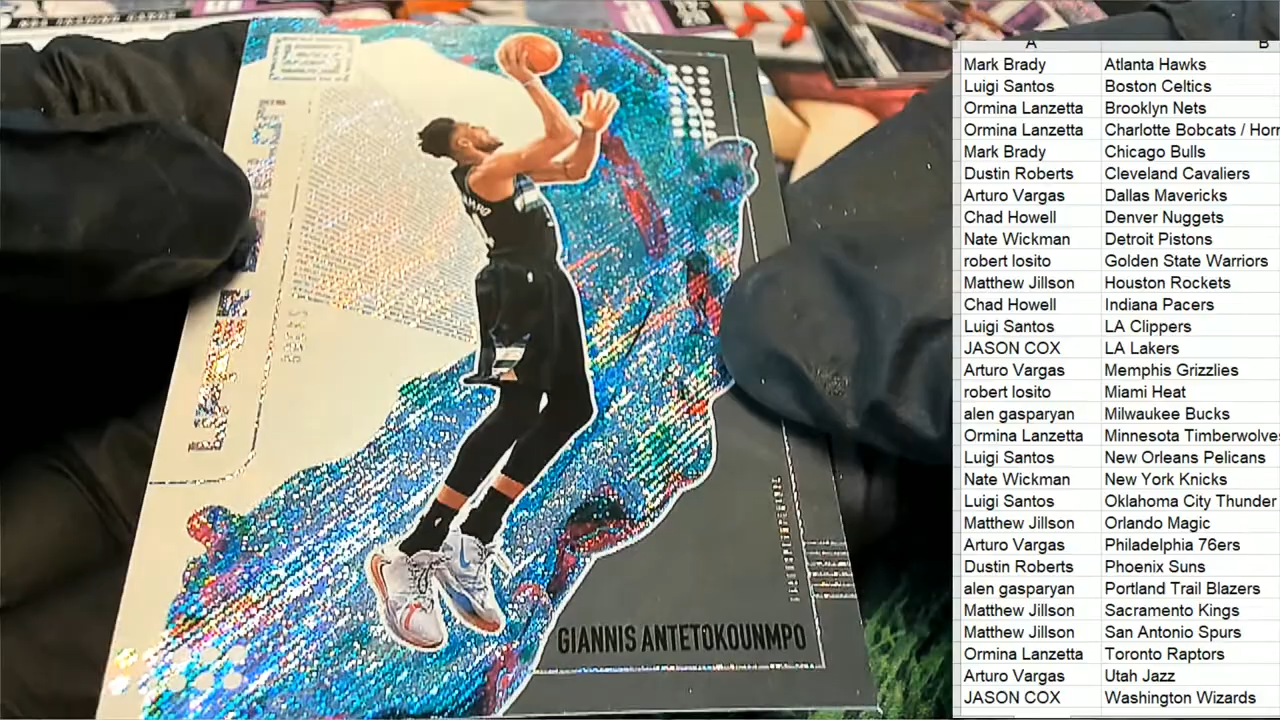 GIANNIS ANTETOKOUNMPO
A B
Mark Brady Atlanta Hawks
Luigi Santos Boston Celtics
Ormina Lanzetta Brooklyn Nets
Ormina Lanzetta Charlotte Bobcats / Horn
Mark Brady Chicago Bulls
Dustin Roberts Cleveland Cavaliers
Arturo Vargas Dallas Mavericks
Chad Howell Denver Nuggets
Nate Wickman Detroit Pistons
robert losito Golden State Warriors
Matthew Jillson Houston Rockets
Chad Howell Indiana Pacers
Luigi Santos LA Clippers
JASON COX LA Lakers
Arturo Vargas Memphis Grizzlies
robert losito Miami Heat
alen gasparyan Milwaukee Bucks
Ormina Lanzetta Minnesota Timberwolve
Luigi Santos New Orleans Pelicans
Nate Wickman New York Knicks
Luigi Santos Oklahoma City Thunder
Matthew Jillson Orlando Magic
Arturo Vargas Philadelphia 76ers
Dustin Roberts Phoenix Suns
alen gasparyan Portland Trail Blazers
Matthew Jillson Sacramento Kings
Matthew Jillson San Antonio Spurs
Ormina Lanzetta Toronto Raptors
Arturo Vargas Utah Jazz
JASON COX Washington Wizards